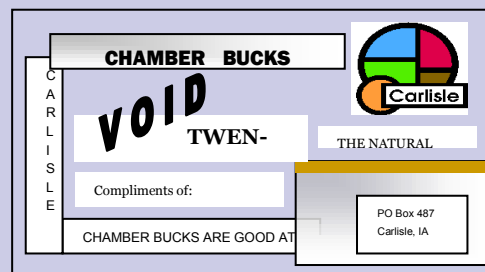 CHAMBER BUCKS
CARLISLE
Carlisle
VOID
TWEN-
THE NATURAL
Compliments of:
PO Box 487
Carlisle, IA
CHAMBER BUCKS ARE GOOD AT